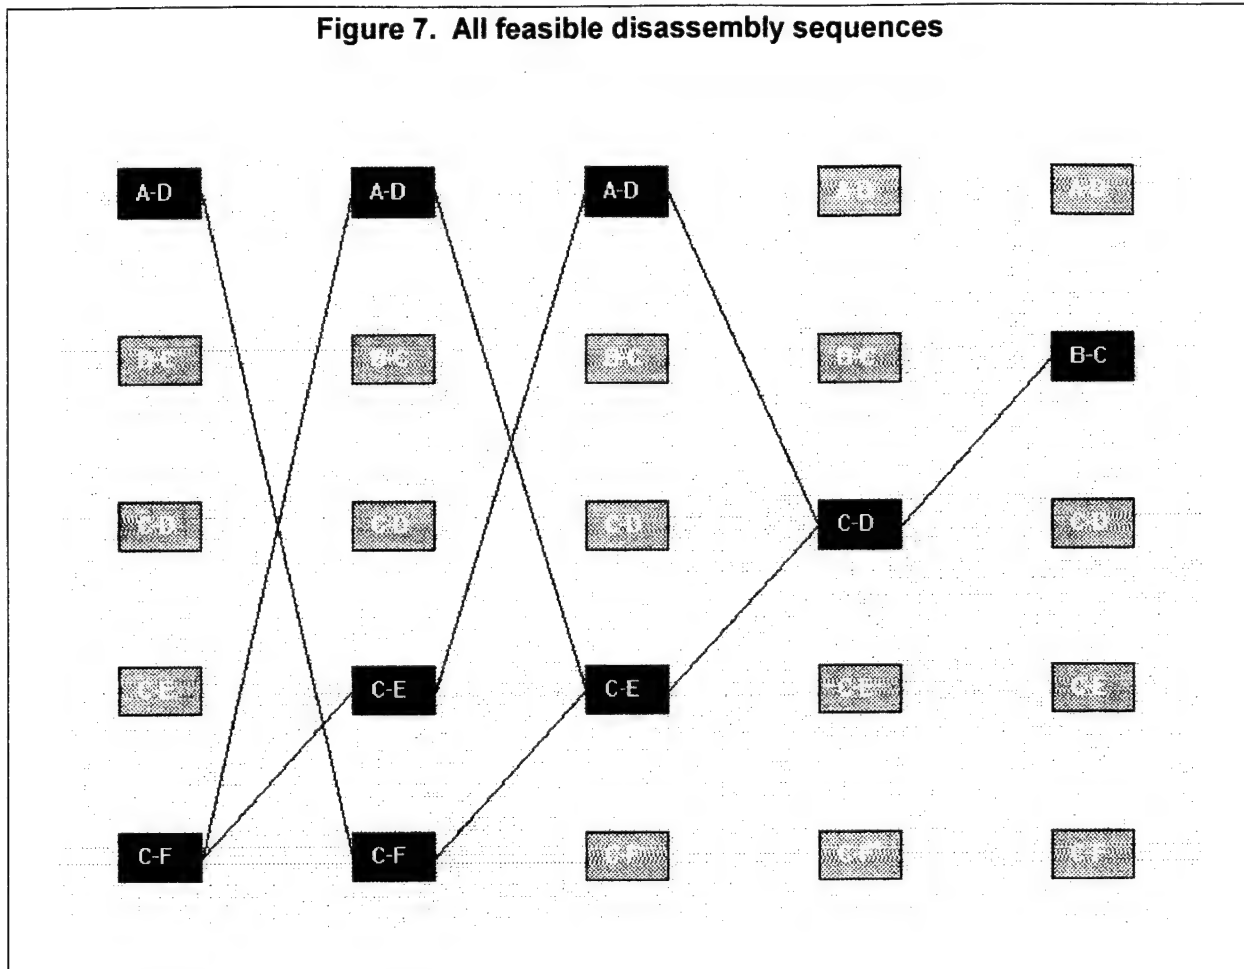 Figure 7. All feasible disassembly sequences
A-D A-D A-D A-D A-D
B-C B-C B-C B-C B-C
C-D C-D C-D C-D C-D
C-E C-E C-E C-E C-E
C-F C-F C-F C-F C-F